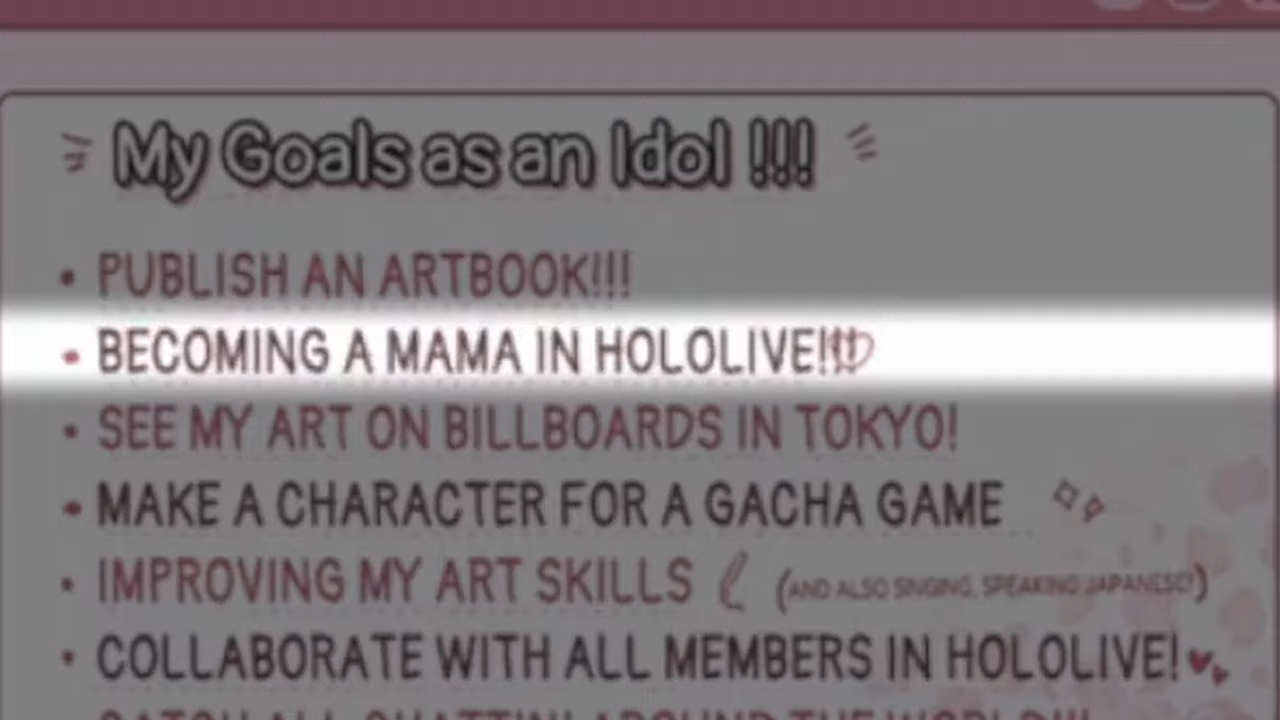 My Goals as an Idol !!!
• PUBLISH AN ARTBOOK!!!
• BECOMING A MAMA IN HOLOLIVE!!!
• SEE MY ART ON BILLBOARDS IN TOKYO!
• MAKE A CHARACTER FOR A GACHA GAME
• IMPROVING MY ART SKILLS (AND ALSO SINGING, SPEAKING JAPANESE!)
• COLLABORATE WITH ALL MEMBERS IN HOLOLIVE!